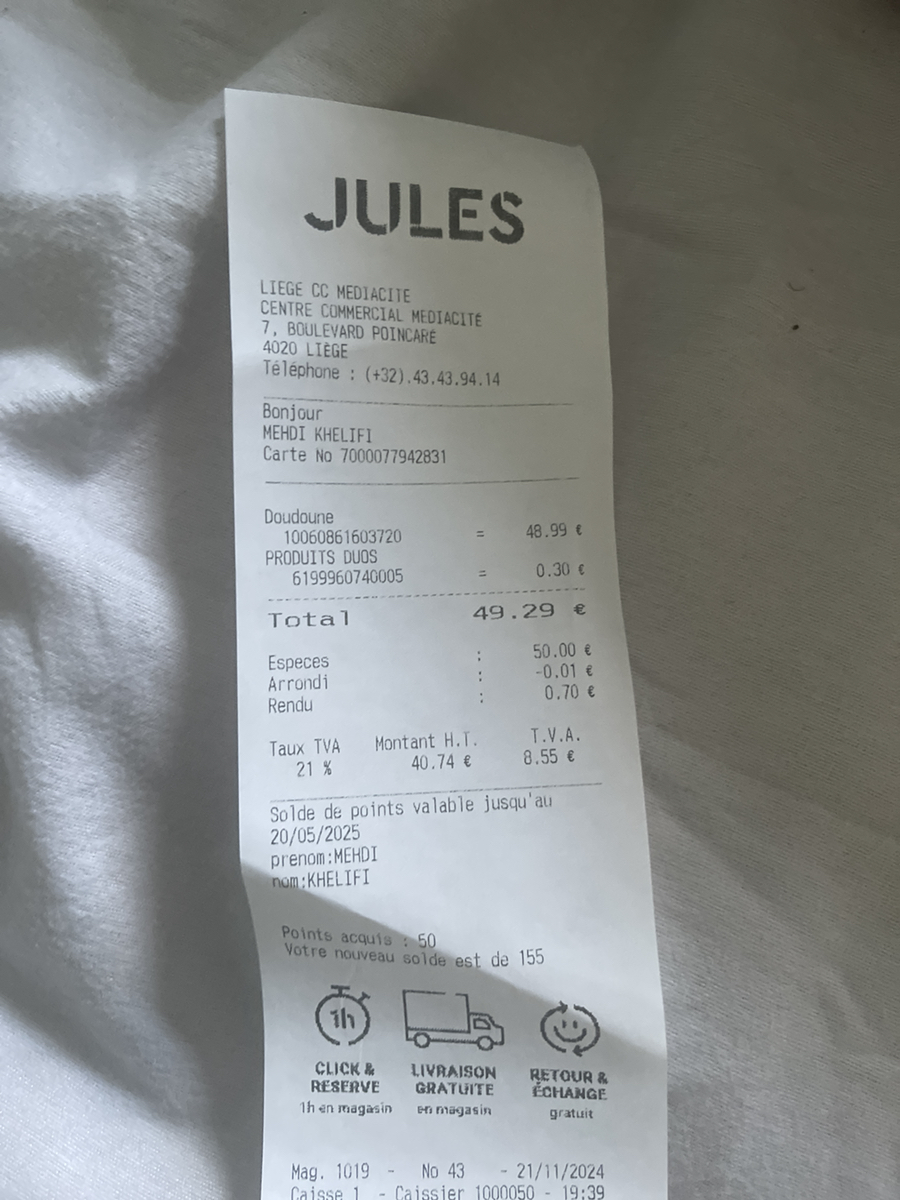 JULES
LIEGE CC MEDIACITE
CENTRE COMMERCIAL MEDIACITÉ
7, BOULEVARD POINCARÉ
4020 LIÈGE
Téléphone : (+32).43.43.94.14
Bonjour
MEHDI KHELIFI
Carte No 7000077942831
Doudoune
10060861603720 = 48.99 €
PRODUITS DUOS
6199960740005 = 0.30 €
Total 49.29 €
Especes : 50.00 €
Arrondi : -0.01 €
Rendu : 0.70 €
Taux TVA Montant H.T. T.V.A.
21 % 40.74 € 8.55 €
Solde de points valable jusqu'au
20/05/2025
prenom:MEHDI
nom:KHELIFI
Points acquis : 50
Votre nouveau solde est de 155
1h
CLICK & LIVRAISON RETOUR &
RÉSERVE GRATUITE ÉCHANGE
1h en magasin en magasin gratuit
Mag. 1019 - No 43 - 21/11/2024
Caisse 1 - Caissier 1000050 - 19:39